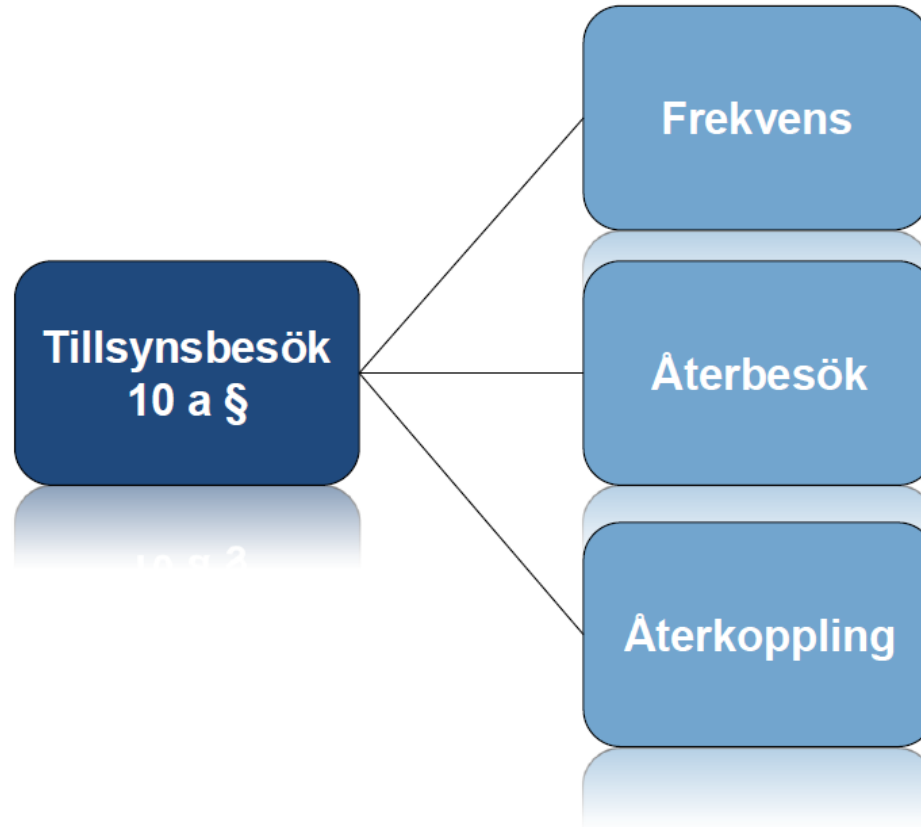 Tillsynsbesök
10 a §
Frekvens
Återbesök
Återkoppling